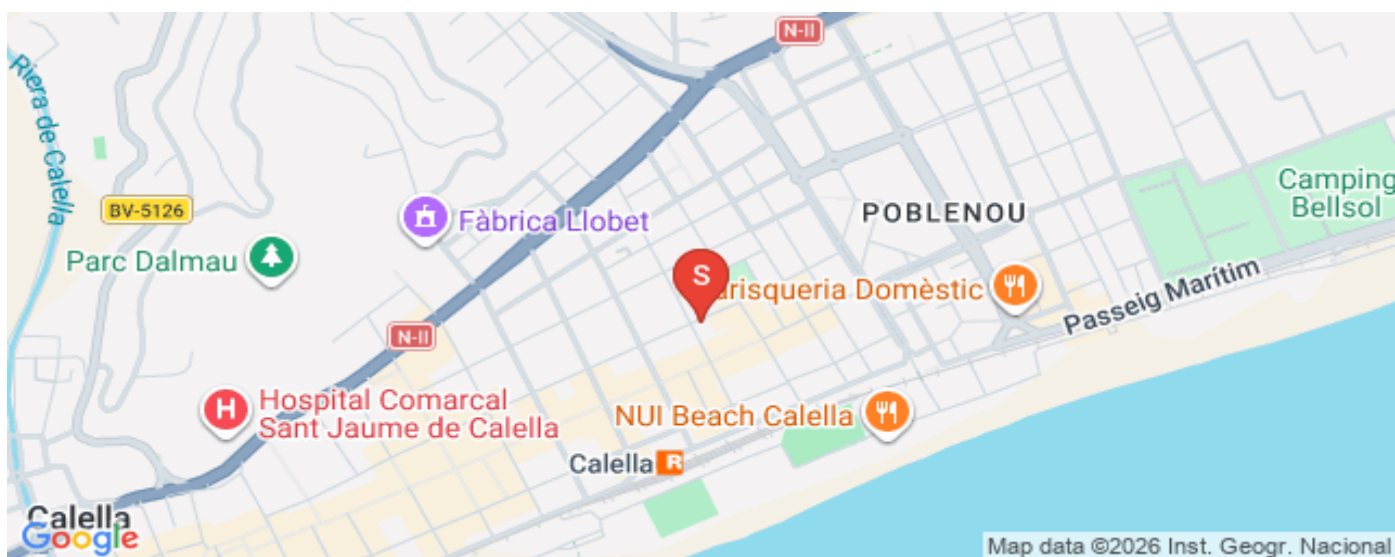 N-II
Riera de Calella
BV-5126
Fàbrica Llobet
Parc Dalmau
POBLENOU
Camping
Bellsol
S
arisqueria Domèstic
Passeig Marítim
N-II
H
Hospital Comarcal
Sant Jaume de Calella
NUI Beach Calella
Calella R
Calella
Google
Map data ©2026 Inst. Geogr. Nacional